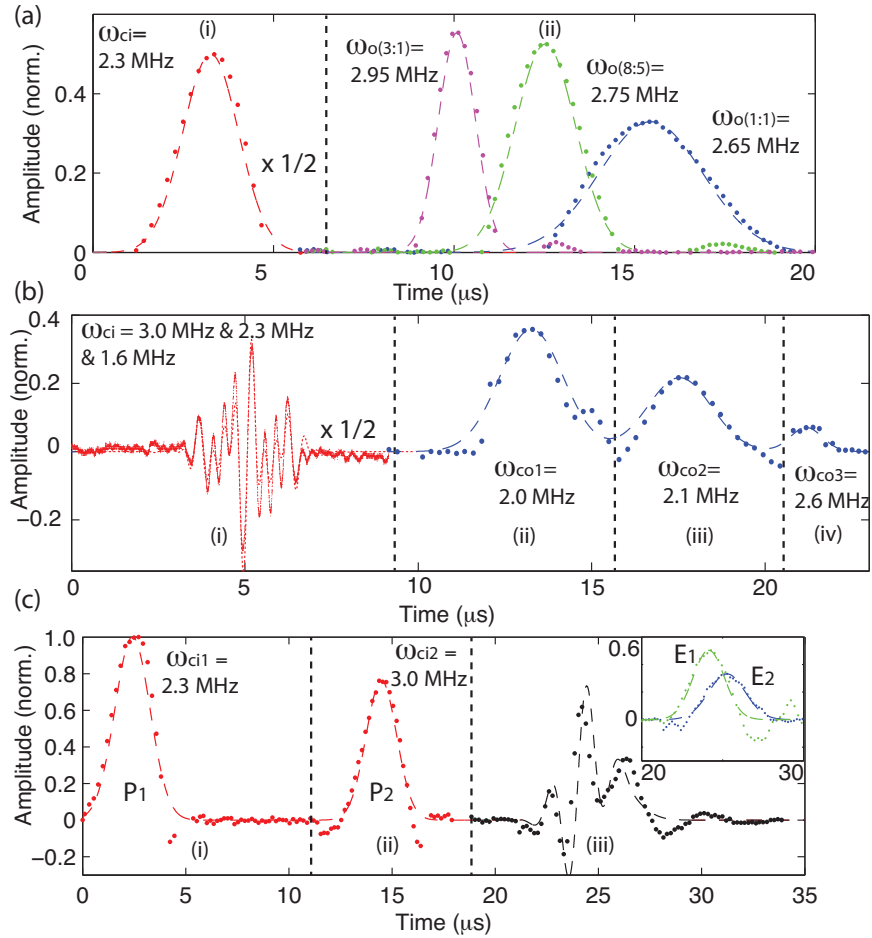 (a)
ωci=
2.3 MHz
(i)
x 1/2
ωo(3:1)=
2.95 MHz
(ii)
ωo(8:5)=
2.75 MHz
ωo(1:1)=
2.65 MHz
Amplitude (norm.)
0.4
0.2
0
0 5 10 15 20
Time (μs)
(b)
ωci = 3.0 MHz & 2.3 MHz
& 1.6 MHz
x 1/2
Amplitude (norm.)
0.4
0.2
0
−0.2
ωco1=
2.0 MHz
ωco2=
2.1 MHz
ωco3=
2.6 MHz
(i) (ii) (iii) (iv)
5 10 15 20
0
Time (μs)
(c)
Amplitude (norm.)
1.0
0.8
0.6
0.4
0.2
0
−0.2
ωci1 =
2.3 MHz
P1
(i)
ωci2 =
3.0 MHz
P2
(ii)
(iii)
0.6
0
E1
E2
20 30
0 5 10 15 20 25 30 35
Time (μs)